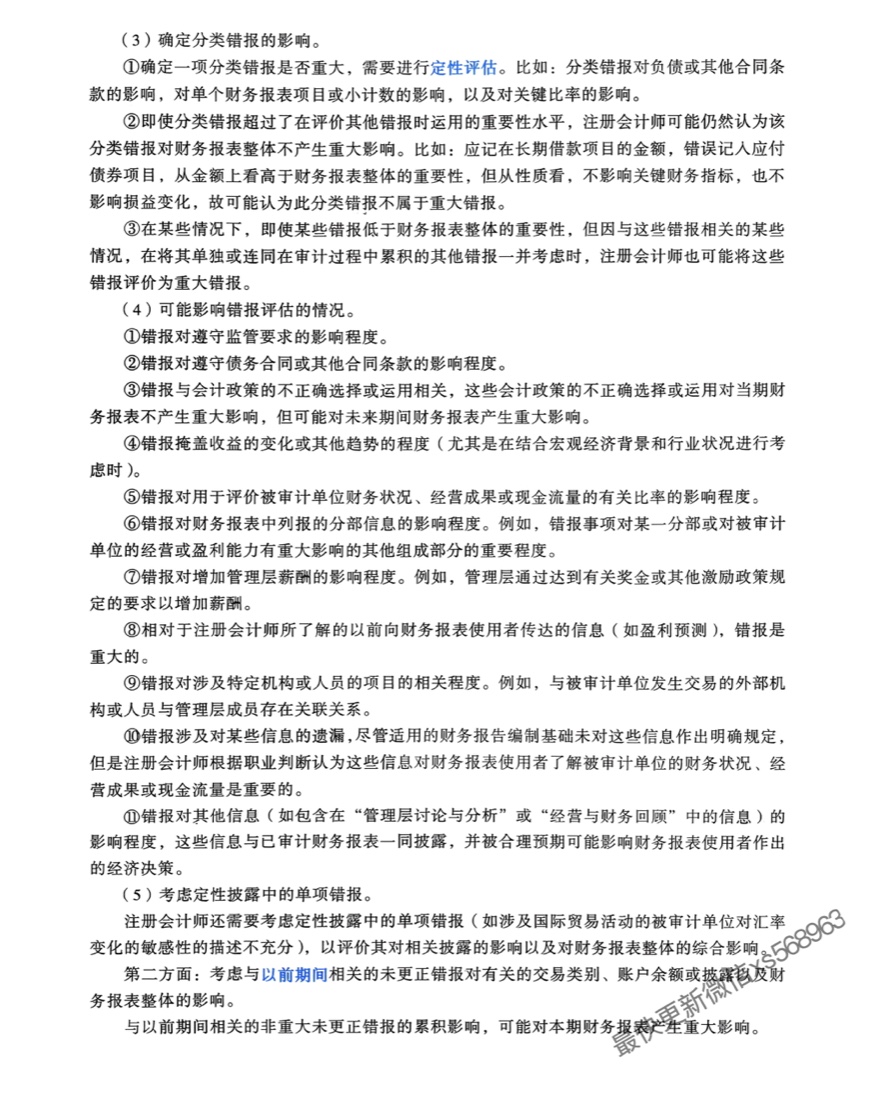 （3）确定分类错报的影响。
①确定一项分类错报是否重大，需要进行定性评估。比如：分类错报对负债或其他合同条
款的影响，对单个财务报表项目或小计数的影响，以及对关键比率的影响。
②即使分类错报超过了在评价其他错报时运用的重要性水平，注册会计师可能仍然认为该
分类错报对财务报表整体不产生重大影响。比如：应记在长期借款项目的金额，错误记入应付
债券项目，从金额上看高于财务报表整体的重要性，但从性质看，不影响关键财务指标，也不
影响损益变化，故可能认为此分类错报不属于重大错报。
③在某些情况下，即使某些错报低于财务报表整体的重要性，但因与这些错报相关的某些
情况，在将其单独或连同在审计过程中累积的其他错报一并考虑时，注册会计师也可能将这些
错报评价为重大错报。
（4）可能影响错报评估的情况。
①错报对遵守监管要求的影响程度。
②错报对遵守债务合同或其他合同条款的影响程度。
③错报与会计政策的不正确选择或运用相关，这些会计政策的不正确选择或运用对当期财
务报表不产生重大影响，但可能对未来期间财务报表产生重大影响。
④错报掩盖收益的变化或其他趋势的程度（尤其是在结合宏观经济背景和行业状况进行考
虑时）。
⑤错报对用于评价被审计单位财务状况、经营成果或现金流量的有关比率的影响程度。
⑥错报对财务报表中列报的分部信息的影响程度。例如，错报事项对某一分部或对被审计
单位的经营或盈利能力有重大影响的其他组成部分的重要程度。
⑦错报对增加管理层薪酬的影响程度。例如，管理层通过达到有关奖金或其他激励政策规
定的要求以增加薪酬。
⑧相对于注册会计师所了解的以前向财务报表使用者传达的信息（如盈利预测），错报是
重大的。
⑨错报对涉及特定机构或人员的项目的相关程度。例如，与被审计单位发生交易的外部机
构或人员与管理层成员存在关联关系。
⑩错报涉及对某些信息的遗漏，尽管适用的财务报告编制基础未对这些信息作出明确规定，
但是注册会计师根据职业判断认为这些信息对财务报表使用者了解被审计单位的财务状况、经
营成果或现金流量是重要的。
⑪错报对其他信息（如包含在“管理层讨论与分析”或“经营与财务回顾”中的信息）的
影响程度，这些信息与已审计财务报表一同披露，并被合理预期可能影响财务报表使用者作出
的经济决策。
（5）考虑定性披露中的单项错报。
注册会计师还需要考虑定性披露中的单项错报（如涉及国际贸易活动的被审计单位对汇率
变化的敏感性的描述不充分），以评价其对相关披露的影响以及对财务报表整体的综合影响。
第二方面：考虑与以前期间相关的未更正错报对有关的交易类别、账户余额或披露以及财
务报表整体的影响。
与以前期间相关的非重大未更正错报的累积影响，可能对本期财务报表产生重大影响。
最快更新微信xs568963